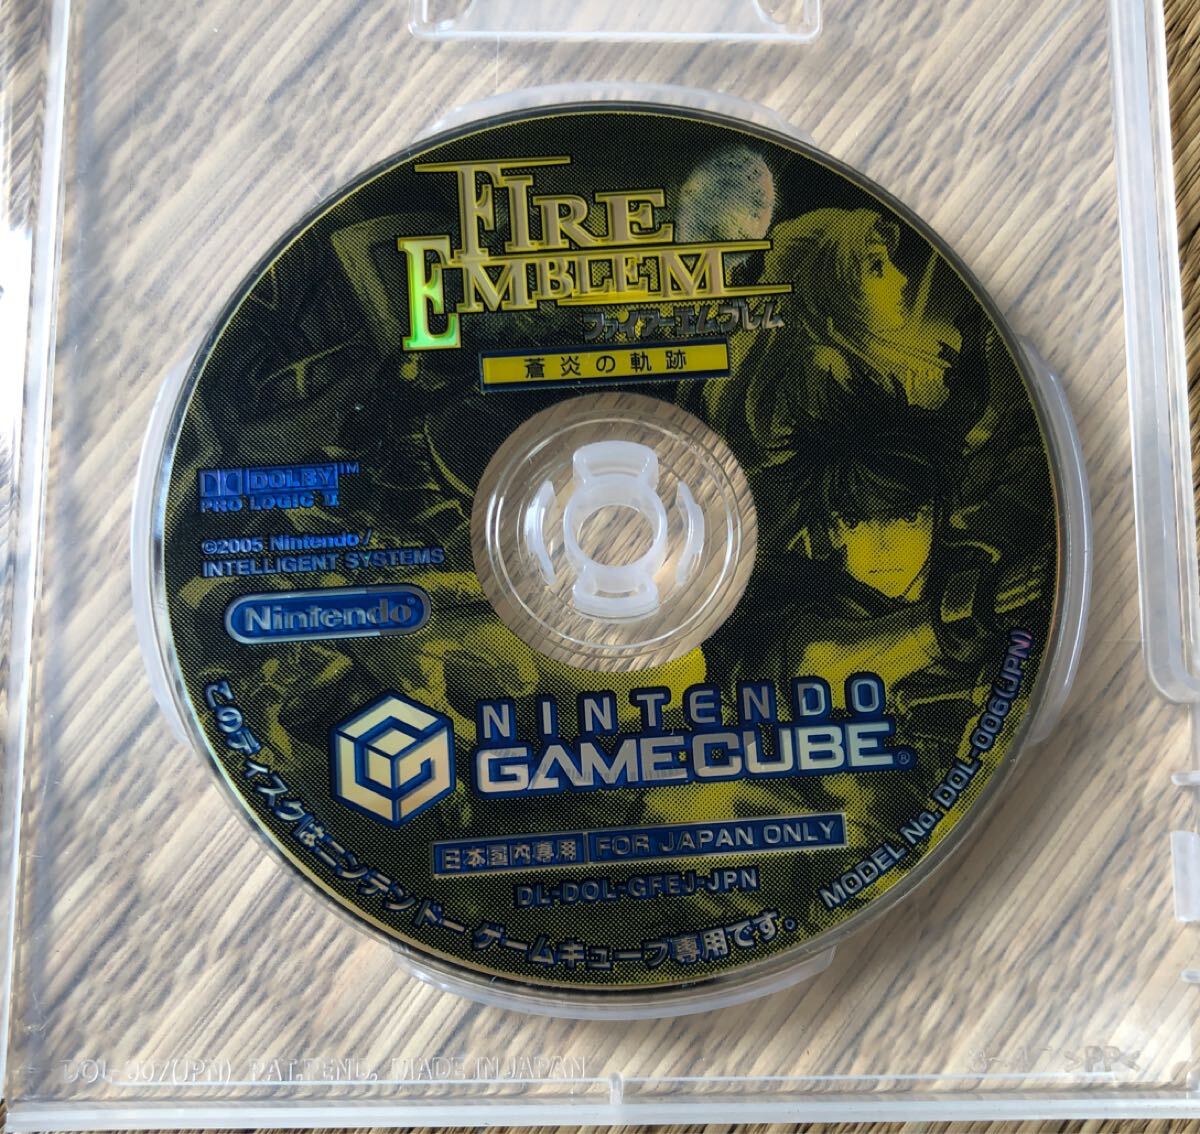 FIRE
EMBLEM
ファイアーエムブレム
蒼炎の軌跡
DOLBY™
PRO LOGIC II
©2005 Nintendo/
INTELLIGENT SYSTEMS
Nintendo®
NINTENDO
GAMECUBE®
日本国内専用 FOR JAPAN ONLY
DL-DOL-GFEJ-JPN
このディスクはニンテンドーゲームキューブ専用です。
MODEL No.:DOL-006(JPN)
DOL-007(JPN) PAT.PEND. MADE IN JAPAN
>PP<